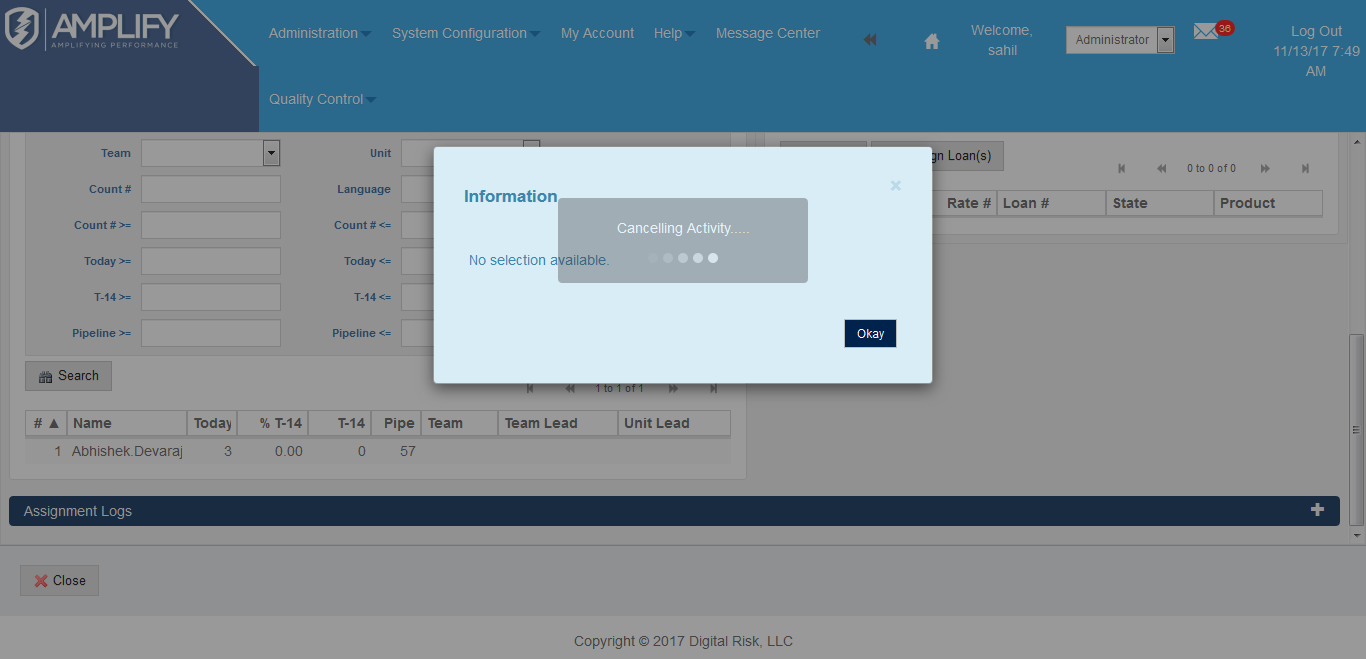 AMPLIFY
AMPLIFYING PERFORMANCE
Administration
System Configuration
My Account
Help
Message Center
Quality Control
Welcome,
sahil
Administrator
36
Log Out
11/13/17 7:49
AM
Team
Unit
Count #
Language
Count # >=
Count # <=
Today >=
Today <=
T-14 >=
T-14 <=
Pipeline >=
Pipeline <=
Search
1 to 1 of 1
# ▲ Name Today % T-14 T-14 Pipe Team Team Lead Unit Lead
1 Abhishek.Devaraj 3 0.00 0 57
gn Loan(s)
0 to 0 of 0
Rate # Loan # State Product
Information
×
Cancelling Activity.....
No selection available.
Okay
Assignment Logs
Close
Copyright © 2017 Digital Risk, LLC